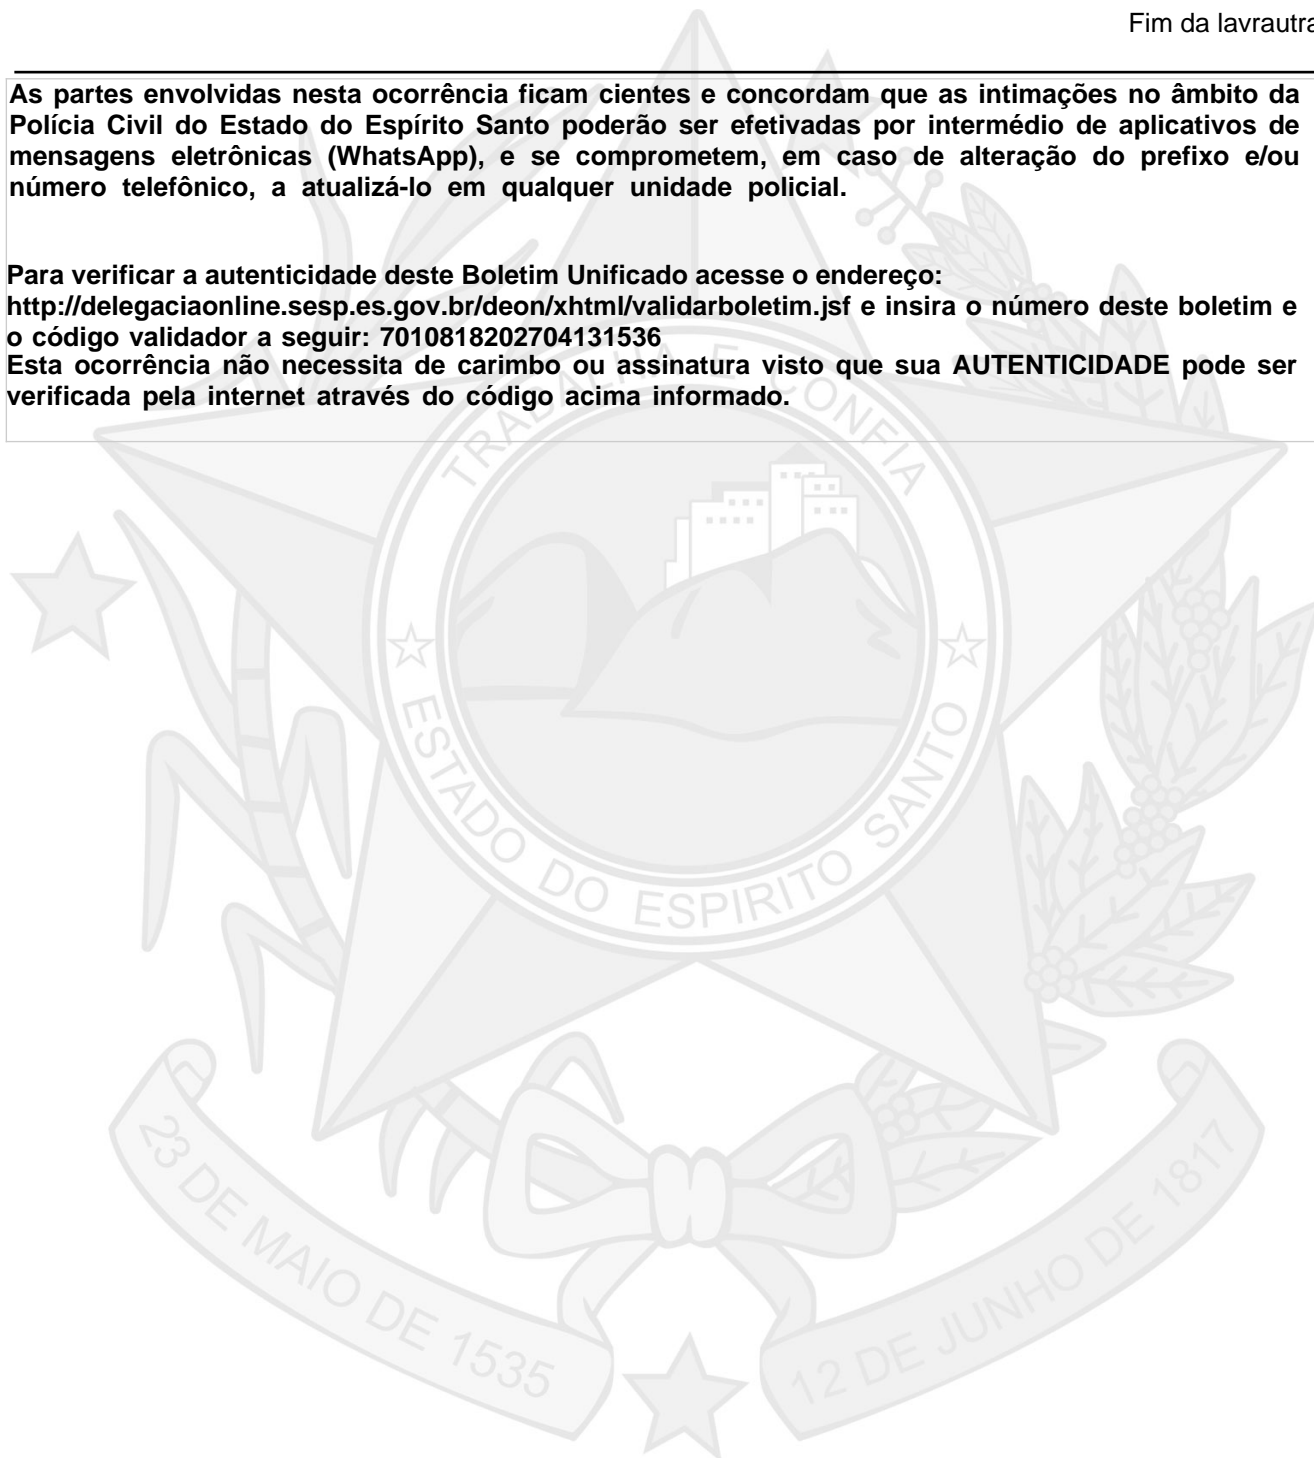 Fim da lavrautra
As partes envolvidas nesta ocorrência ficam cientes e concordam que as intimações no âmbito da
Polícia Civil do Estado do Espírito Santo poderão ser efetivadas por intermédio de aplicativos de
mensagens eletrônicas (WhatsApp), e se comprometem, em caso de alteração do prefixo e/ou
número telefônico, a atualizá-lo em qualquer unidade policial.
Para verificar a autenticidade deste Boletim Unificado acesse o endereço:
http://delegaciaonline.sesp.es.gov.br/deon/xhtml/validarboletim.jsf e insira o número deste boletim e
o código validador a seguir: 7010818202704131536
Esta ocorrência não necessita de carimbo ou assinatura visto que sua AUTENTICIDADE pode ser
verificada pela internet através do código acima informado.
TRABALHA E CONFIA
ESTADO DO ESPIRITO SANTO
23 DE MAIO DE 1535
12 DE JUNHO DE 1817